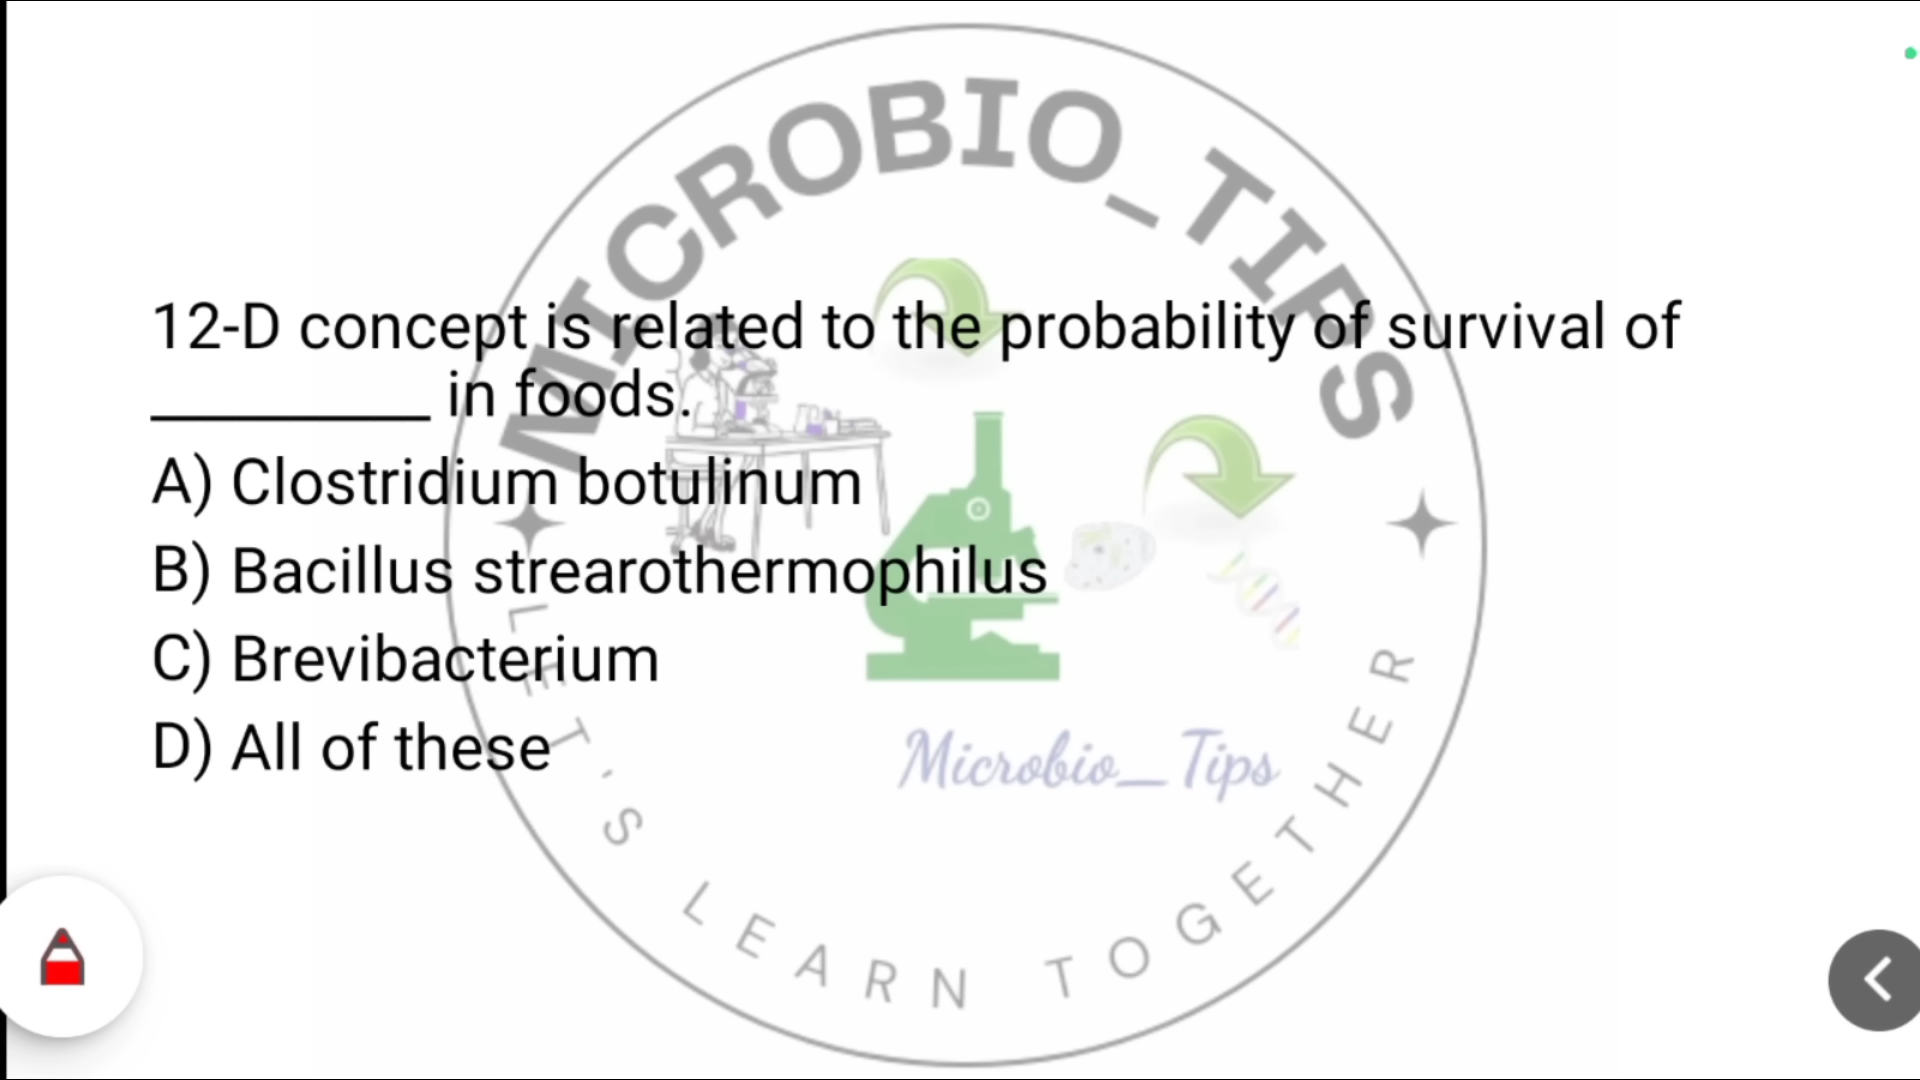 MICROBIO_TIPS
12-D concept is related to the probability of survival of
__________ in foods.
A) Clostridium botulinum
B) Bacillus strearothermophilus
C) Brevibacterium
D) All of these
Microbio_Tips
LET'S LEARN TOGETHER